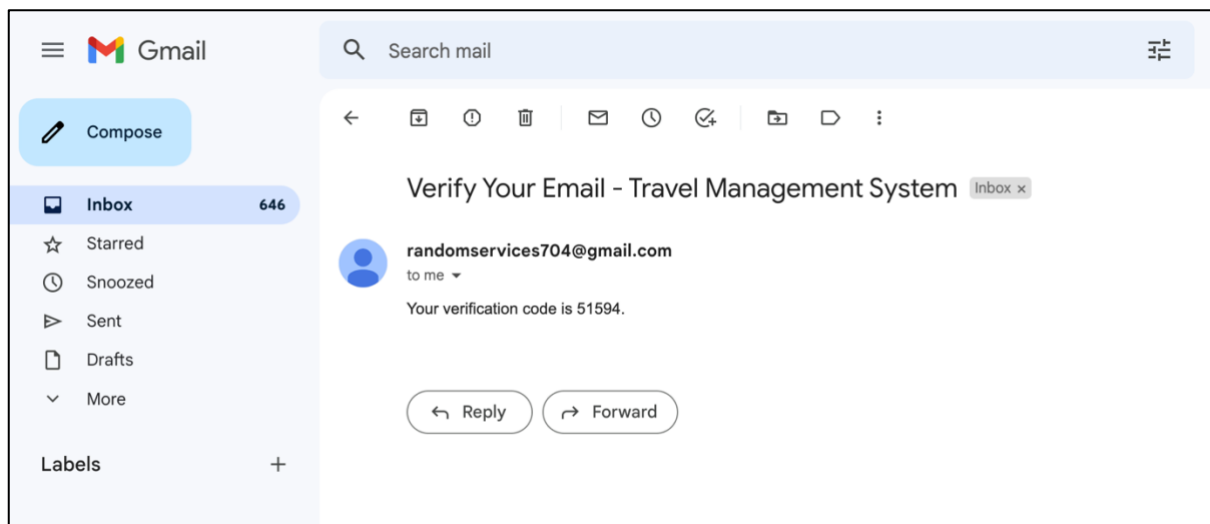 Gmail
Search mail
Compose
Inbox 646
Starred
Snoozed
Sent
Drafts
More
Labels
Verify Your Email - Travel Management System Inbox x
randomservices704@gmail.com
to me
Your verification code is 51594.
Reply Forward